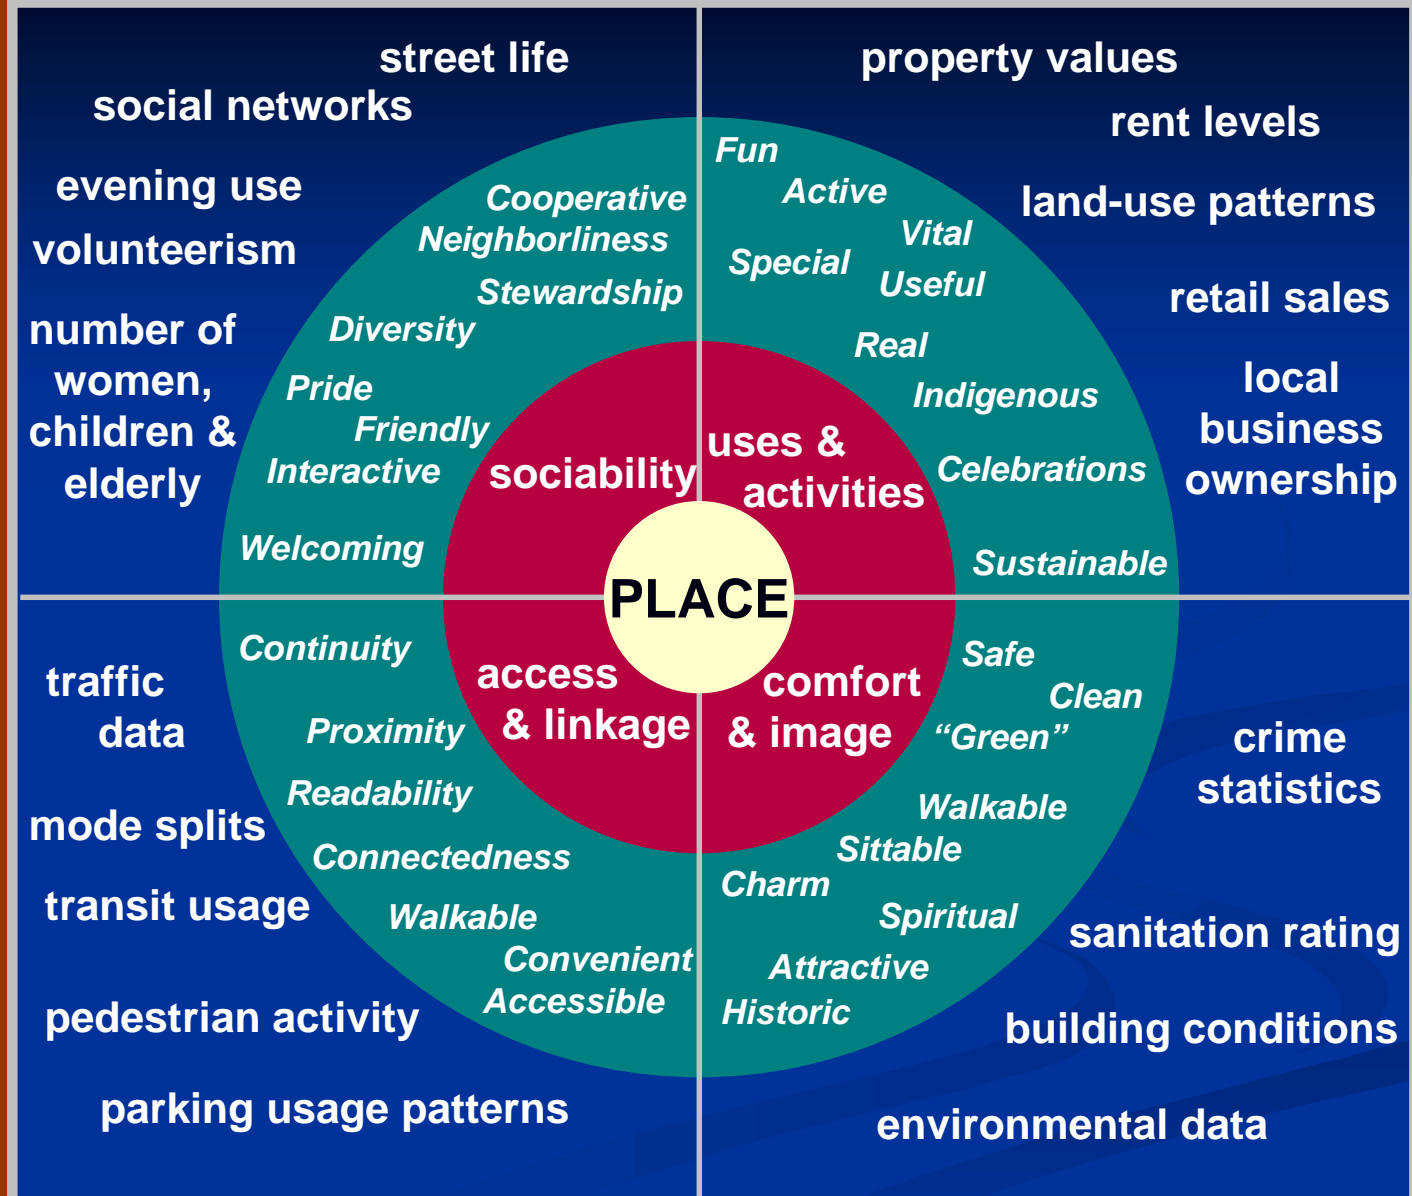 street life
social networks
evening use
volunteerism
number of
women,
children &
elderly
Cooperative
Neighborliness
Stewardship
Diversity
Pride
Friendly
Interactive
Welcoming
sociability
property values
rent levels
land-use patterns
retail sales
local
business
ownership
Fun
Active
Vital
Special
Useful
Real
Indigenous
Celebrations
Sustainable
uses &
activities
PLACE
traffic
data
mode splits
transit usage
pedestrian activity
parking usage patterns
Continuity
Proximity
Readability
Connectedness
Walkable
Convenient
Accessible
access
& linkage
comfort
& image
Safe
Clean
“Green”
Walkable
Sittable
Charm
Spiritual
Attractive
Historic
crime
statistics
sanitation rating
building conditions
environmental data